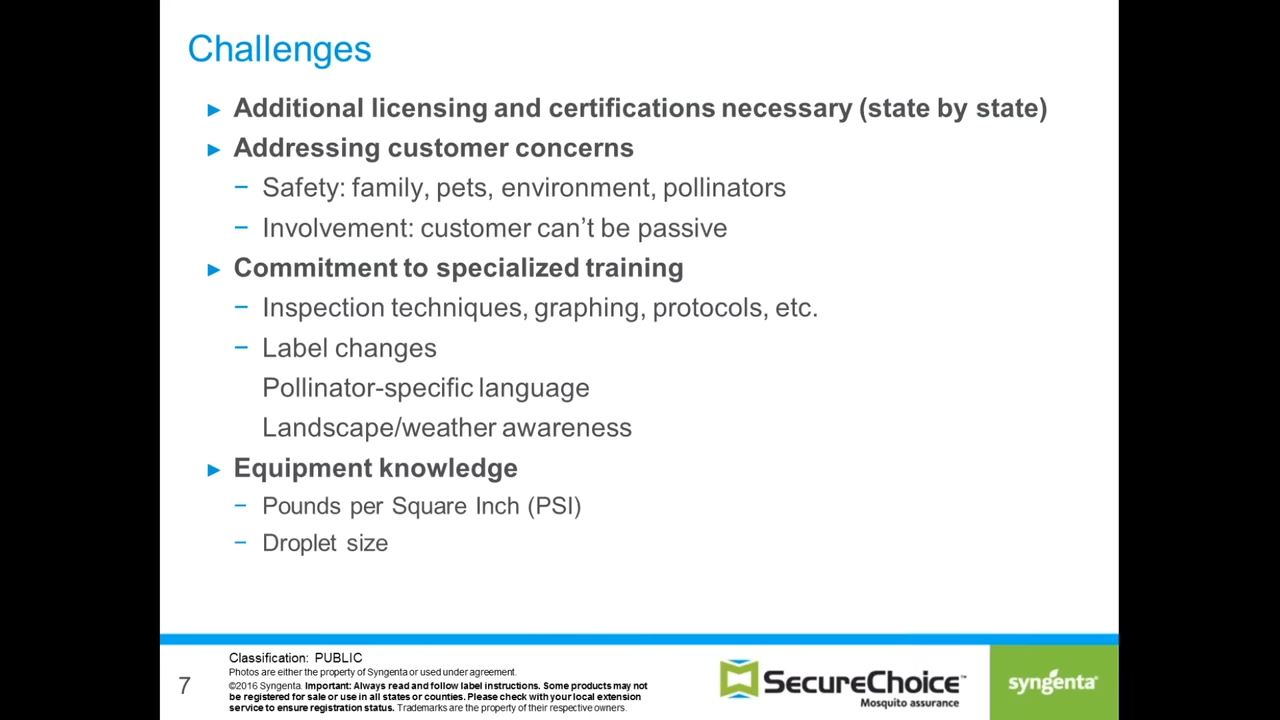 Challenges
► Additional licensing and certifications necessary (state by state)
► Addressing customer concerns
− Safety: family, pets, environment, pollinators
− Involvement: customer can’t be passive
► Commitment to specialized training
− Inspection techniques, graphing, protocols, etc.
− Label changes
Pollinator-specific language
Landscape/weather awareness
► Equipment knowledge
− Pounds per Square Inch (PSI)
− Droplet size
7
Classification: PUBLIC
Photos are either the property of Syngenta or used under agreement.
©2016 Syngenta. Important: Always read and follow label instructions. Some products may not
be registered for sale or use in all states or counties. Please check with your local extension
service to ensure registration status. Trademarks are the property of their respective owners.
SecureChoice™
Mosquito assurance
syngenta